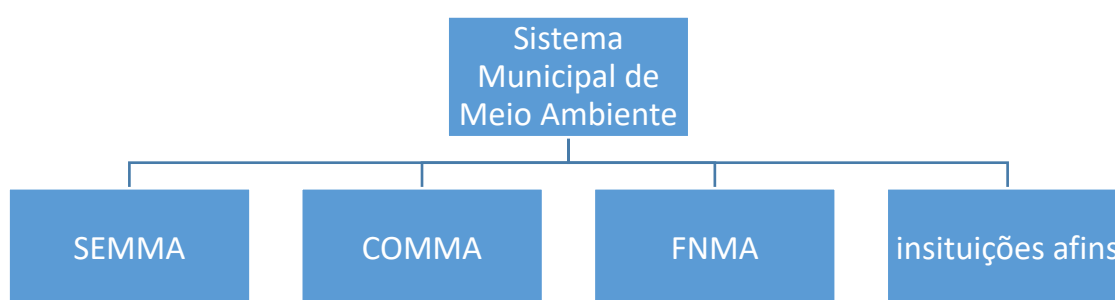 Sistema
Municipal de
Meio Ambiente
SEMMA
COMMA
FNMA
insituições afins